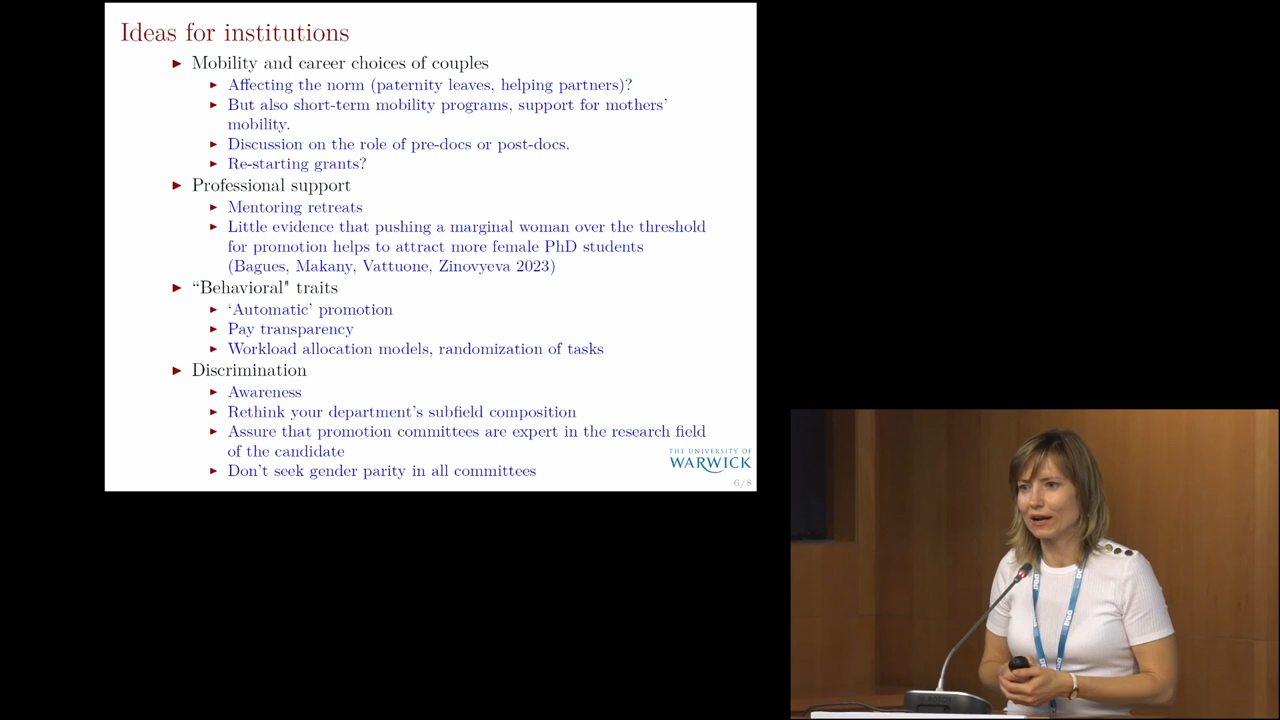 Ideas for institutions
Mobility and career choices of couples
Affecting the norm (paternity leaves, helping partners)?
But also short-term mobility programs, support for mothers'
mobility.
Discussion on the role of pre-docs or post-docs.
Re-starting grants?
Professional support
Mentoring retreats
Little evidence that pushing a marginal woman over the threshold
for promotion helps to attract more female PhD students
(Bagues, Makany, Vattuone, Zinovyeva 2023)
“Behavioral" traits
‘Automatic’ promotion
Pay transparency
Workload allocation models, randomization of tasks
Discrimination
Awareness
Rethink your department's subfield composition
Assure that promotion committees are expert in the research field
of the candidate
Don't seek gender parity in all committees
THE UNIVERSITY OF
WARWICK
6/8
BOSCH